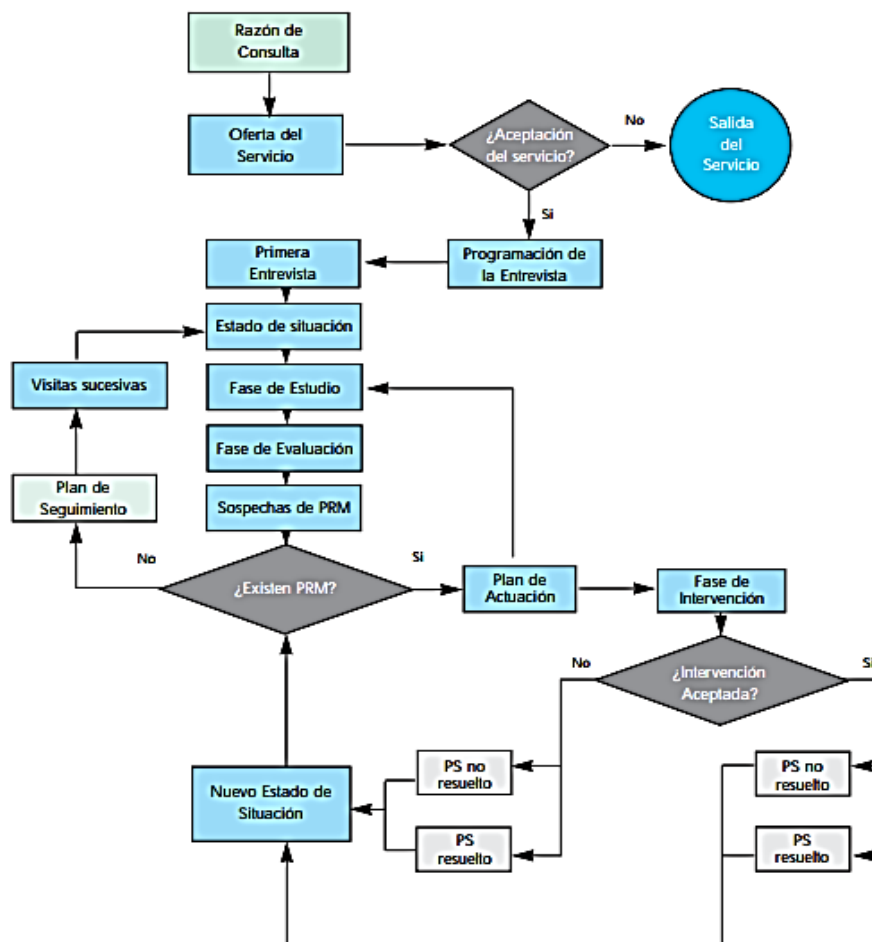 Razón de
Consulta
Oferta del
Servicio
¿Aceptación
del servicio?
No
Salida
del
Servicio
Si
Programación de
la Entrevista
Primera
Entrevista
Estado de situación
Visitas sucesivas
Fase de Estudio
Fase de Evaluación
Plan de
Seguimiento
Sospechas de PRM
No
¿Existen PRM?
Si
Plan de
Actuación
Fase de
Intervención
No
¿Intervención
Aceptada?
Si
Nuevo Estado de
Situación
PS no
resuelto
PS
resuelto
PS no
resuelto
PS
resuelto